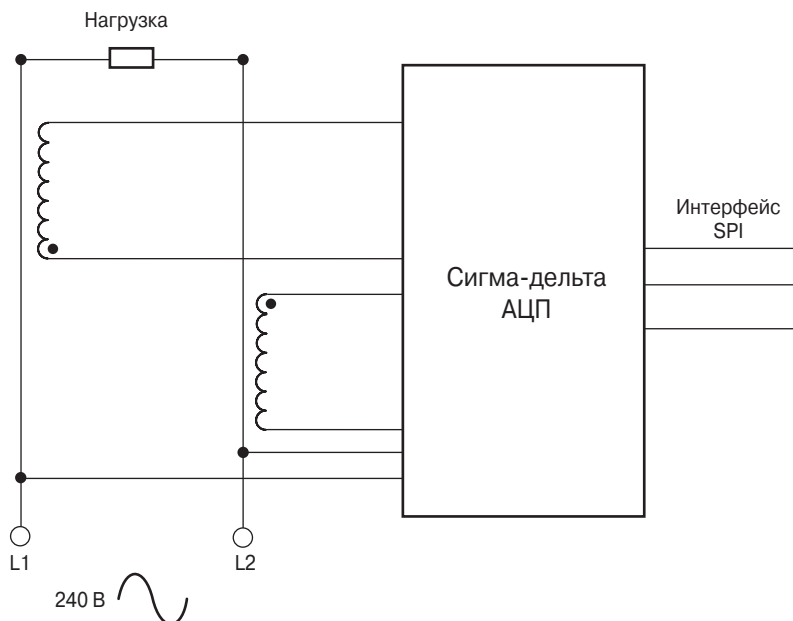 Нагрузка
Интерфейс
SPI
Сигма-дельта
АЦП
L1
L2
240 В